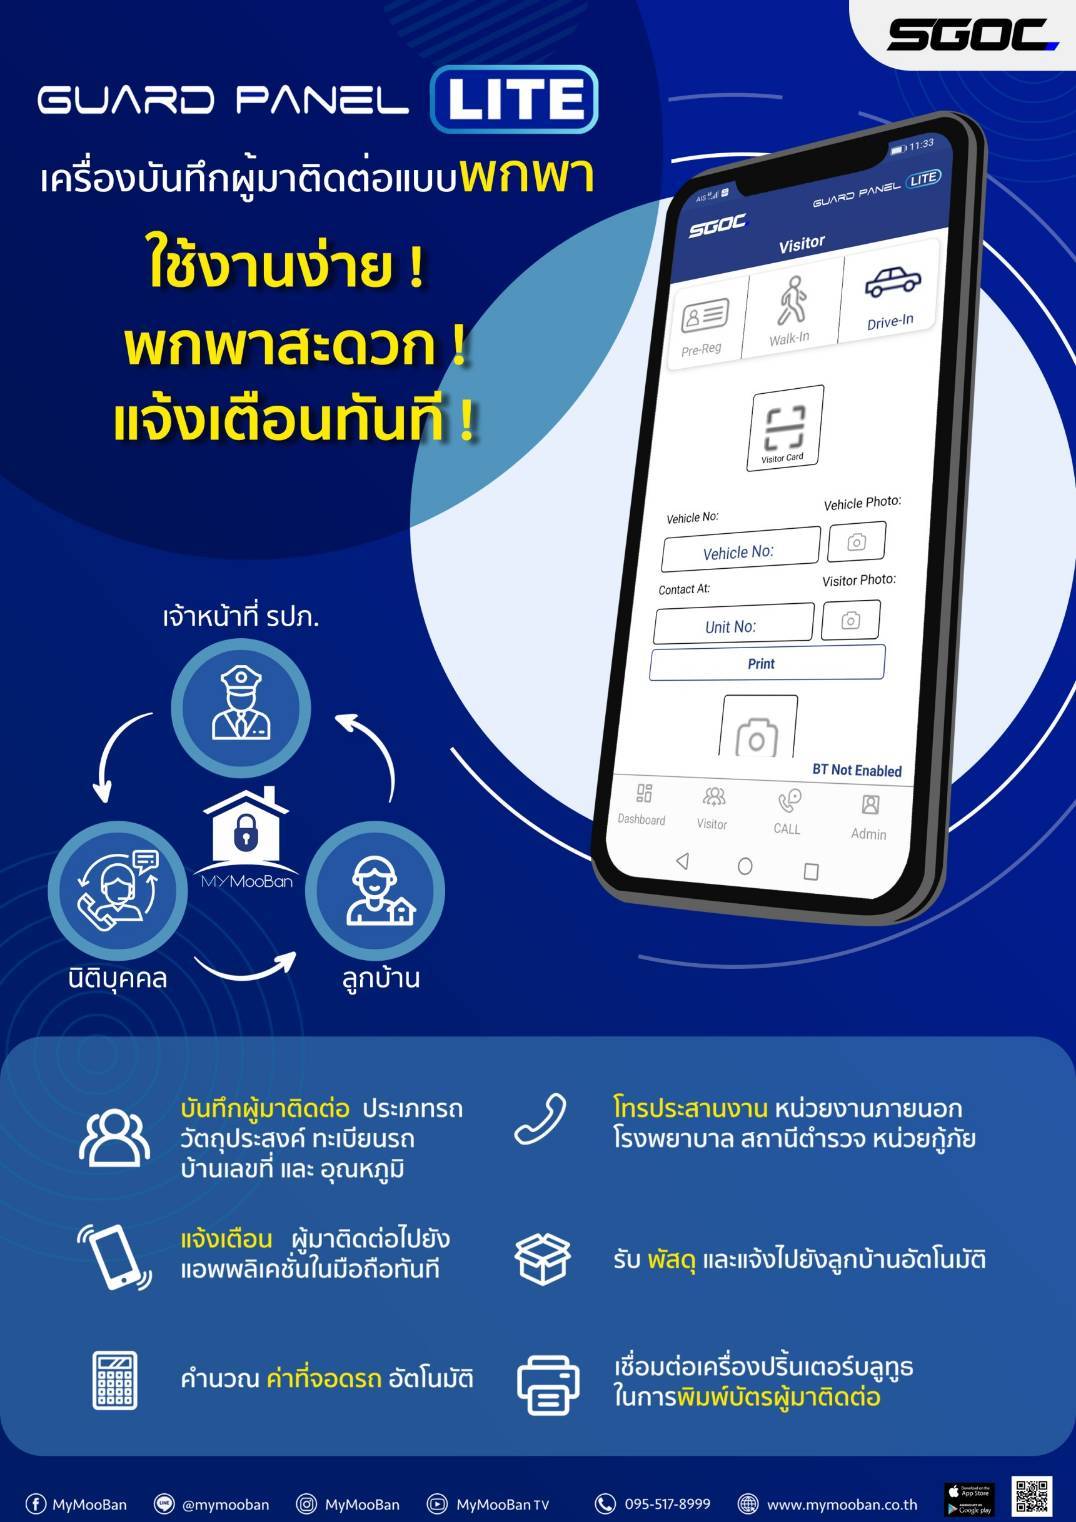 SGOC
GUARD PANEL LITE
เครื่องบันทึกผู้มาติดต่อแบบพกพา
ใช้งานง่าย !
พกพาสะดวก !
แจ้งเตือนทันที !
AIS 11:33
SGOC GUARD PANEL LITE
Visitor
Pre-Reg Walk-In Drive-In
Visitor Card
Vehicle No: Vehicle Photo:
Vehicle No:
Contact At: Visitor Photo:
Unit No:
Print
BT Not Enabled
Dashboard Visitor CALL Admin
เจ้าหน้าที่ รปภ.
MYMooBan
นิติบุคคล ลูกบ้าน
บันทึกผู้มาติดต่อ ประเภทรถ
วัตถุประสงค์ ทะเบียนรถ
บ้านเลขที่ และ อุณหภูมิ
โทรประสานงาน หน่วยงานภายนอก
โรงพยาบาล สถานีตำรวจ หน่วยกู้ภัย
แจ้งเตือน ผู้มาติดต่อไปยัง
แอพพลิเคชั่นในมือถือทันที
รับ พัสดุ และแจ้งไปยังลูกบ้านอัตโนมัติ
คำนวณ ค่าที่จอดรถ อัตโนมัติ
เชื่อมต่อเครื่องปริ้นเตอร์บลูทูธ
ในการพิมพ์บัตรผู้มาติดต่อ
MyMooBan @mymooban MyMooBan MyMooBan TV 095-517-8999 www.mymooban.co.th
Download on the
App Store
Google play